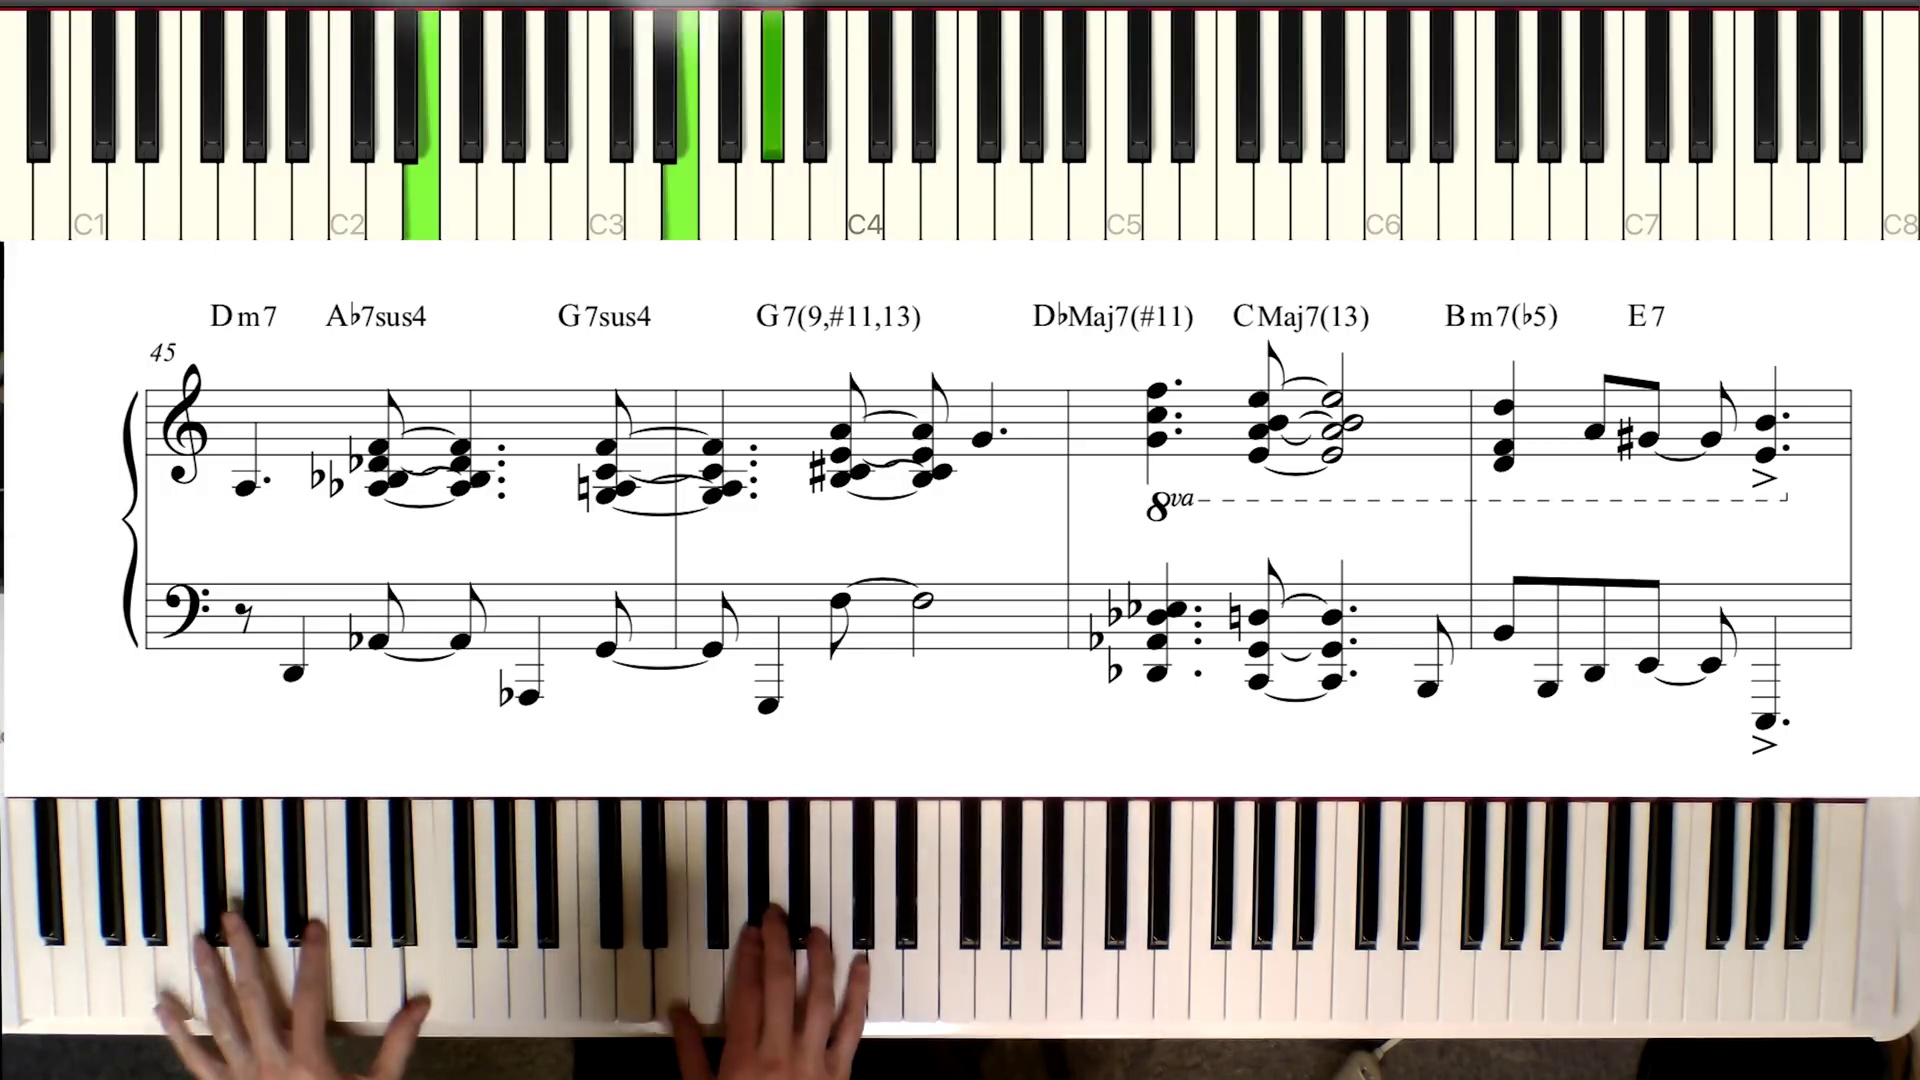 C1 C2 C3 C4 C5 C6 C7 C8
Dm7 A♭7sus4 G7sus4 G7(9,#11,13) D♭Maj7(#11) CMaj7(13) Bm7(♭5) E7
45
8va